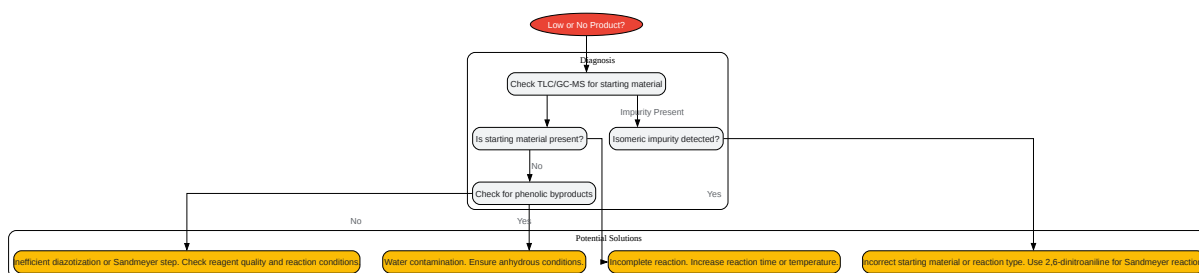 Low or No Product?
Diagnosis
Check TLC/GC-MS for starting material
Impurity Present
Is starting material present?
Isomeric impurity detected?
No
Check for phenolic byproducts
Yes
No
Yes
Potential Solutions
nefficient diazotization or Sandmeyer step. Check reagent quality and reaction conditions.
Water contamination. Ensure anhydrous conditions.
Incomplete reaction. Increase reaction time or temperature.
ncorrect starting material or reaction type. Use 2,6-dinitroaniline for Sandmeyer reaction